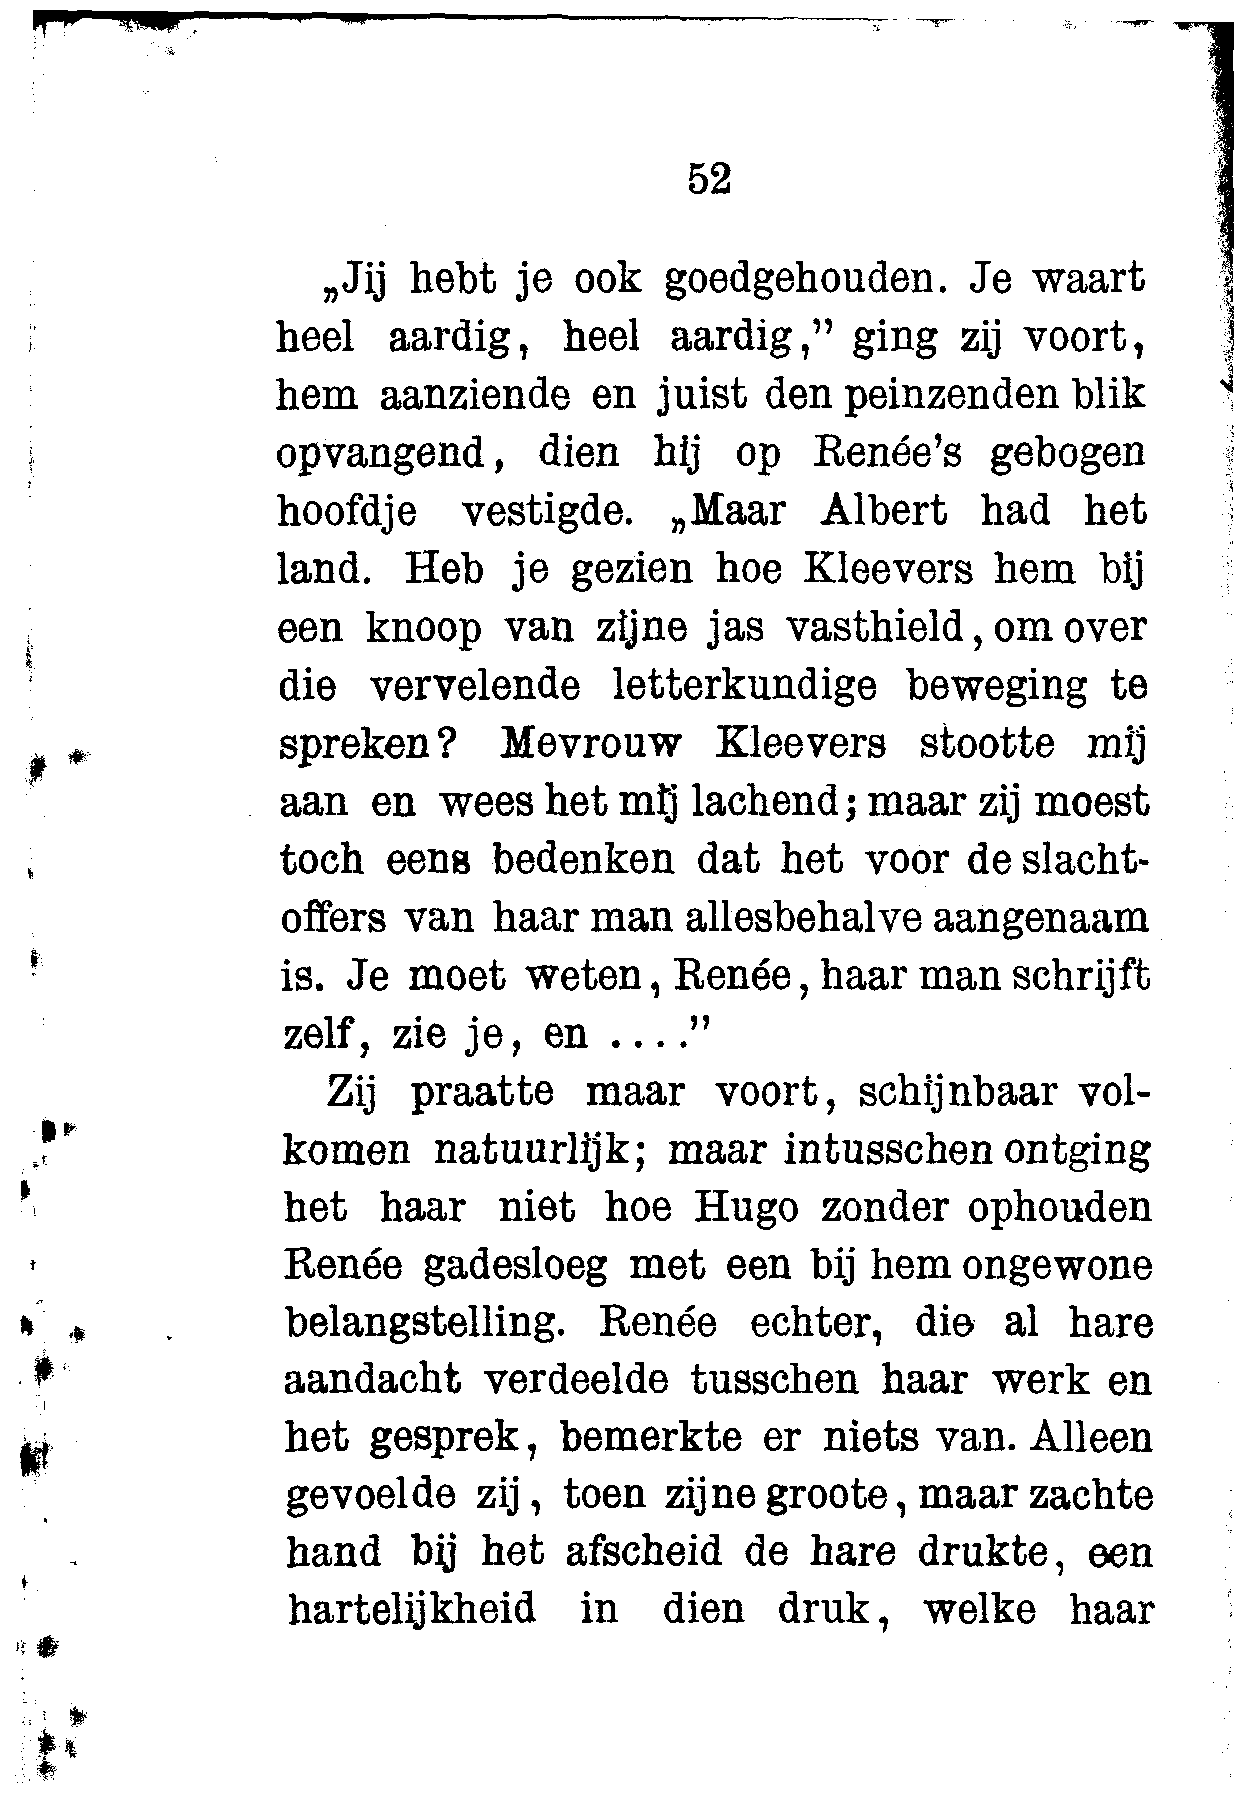 52
„Jij hebt je ook goedgehouden. Je waart
heel aardig, heel aardig,” ging zij voort,
hem aanziende en juist den peinzenden blik
opvangend, dien hij op Renée's gebogen
hoofdje vestigde. „Maar Albert had het
land. Heb je gezien hoe Kleevers hem bij
een knoop van zijne jas vasthield, om over
die vervelende letterkundige beweging te
spreken? Mevrouw Kleevers stootte mij
aan en wees het mij lachend; maar zij moest
toch eens bedenken dat het voor de slacht-
offers van haar man allesbehalve aangenaam
is. Je moet weten, Renée, haar man schrijft
zelf, zie je, en ....”
Zij praatte maar voort, schijnbaar vol-
komen natuurlijk; maar intusschen ontging
het haar niet hoe Hugo zonder ophouden
Renée gadesloeg met een bij hem ongewone
belangstelling. Renée echter, die al hare
aandacht verdeelde tusschen haar werk en
het gesprek, bemerkte er niets van. Alleen
gevoelde zij, toen zijne groote, maar zachte
hand bij het afscheid de hare drukte, een
hartelijkheid in dien druk, welke haar